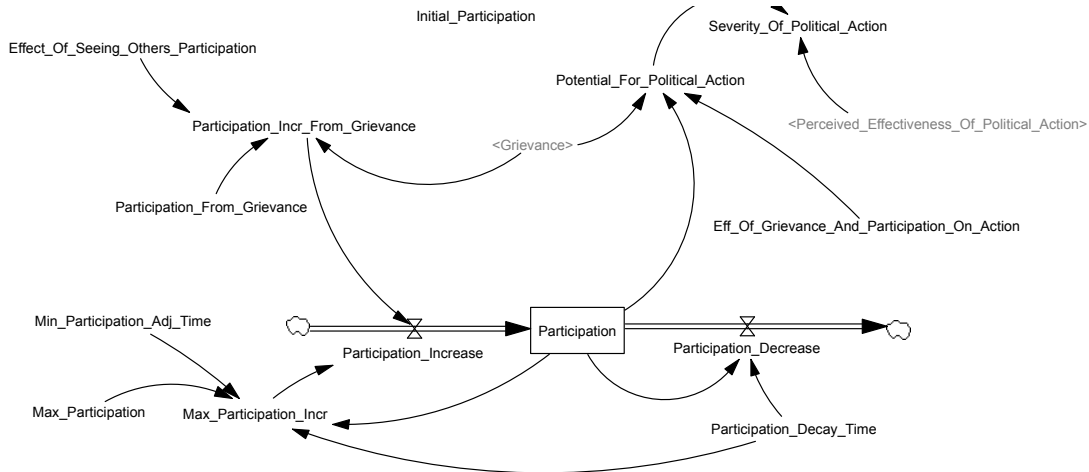 Initial_Participation
Severity_Of_Political_Action
Effect_Of_Seeing_Others_Participation
Potential_For_Political_Action
Participation_Incr_From_Grievance
<Perceived_Effectiveness_Of_Political_Action>
<Grievance>
Participation_From_Grievance
Eff_Of_Grievance_And_Participation_On_Action
Min_Participation_Adj_Time
Participation
Participation_Increase
Participation_Decrease
Max_Participation
Max_Participation_Incr
Participation_Decay_Time